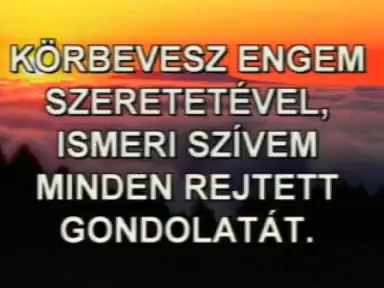 KÖRBEVESZ ENGEM
SZERETETÉVEL,
ISMERI SZÍVEM
MINDEN REJTETT
GONDOLATÁT.